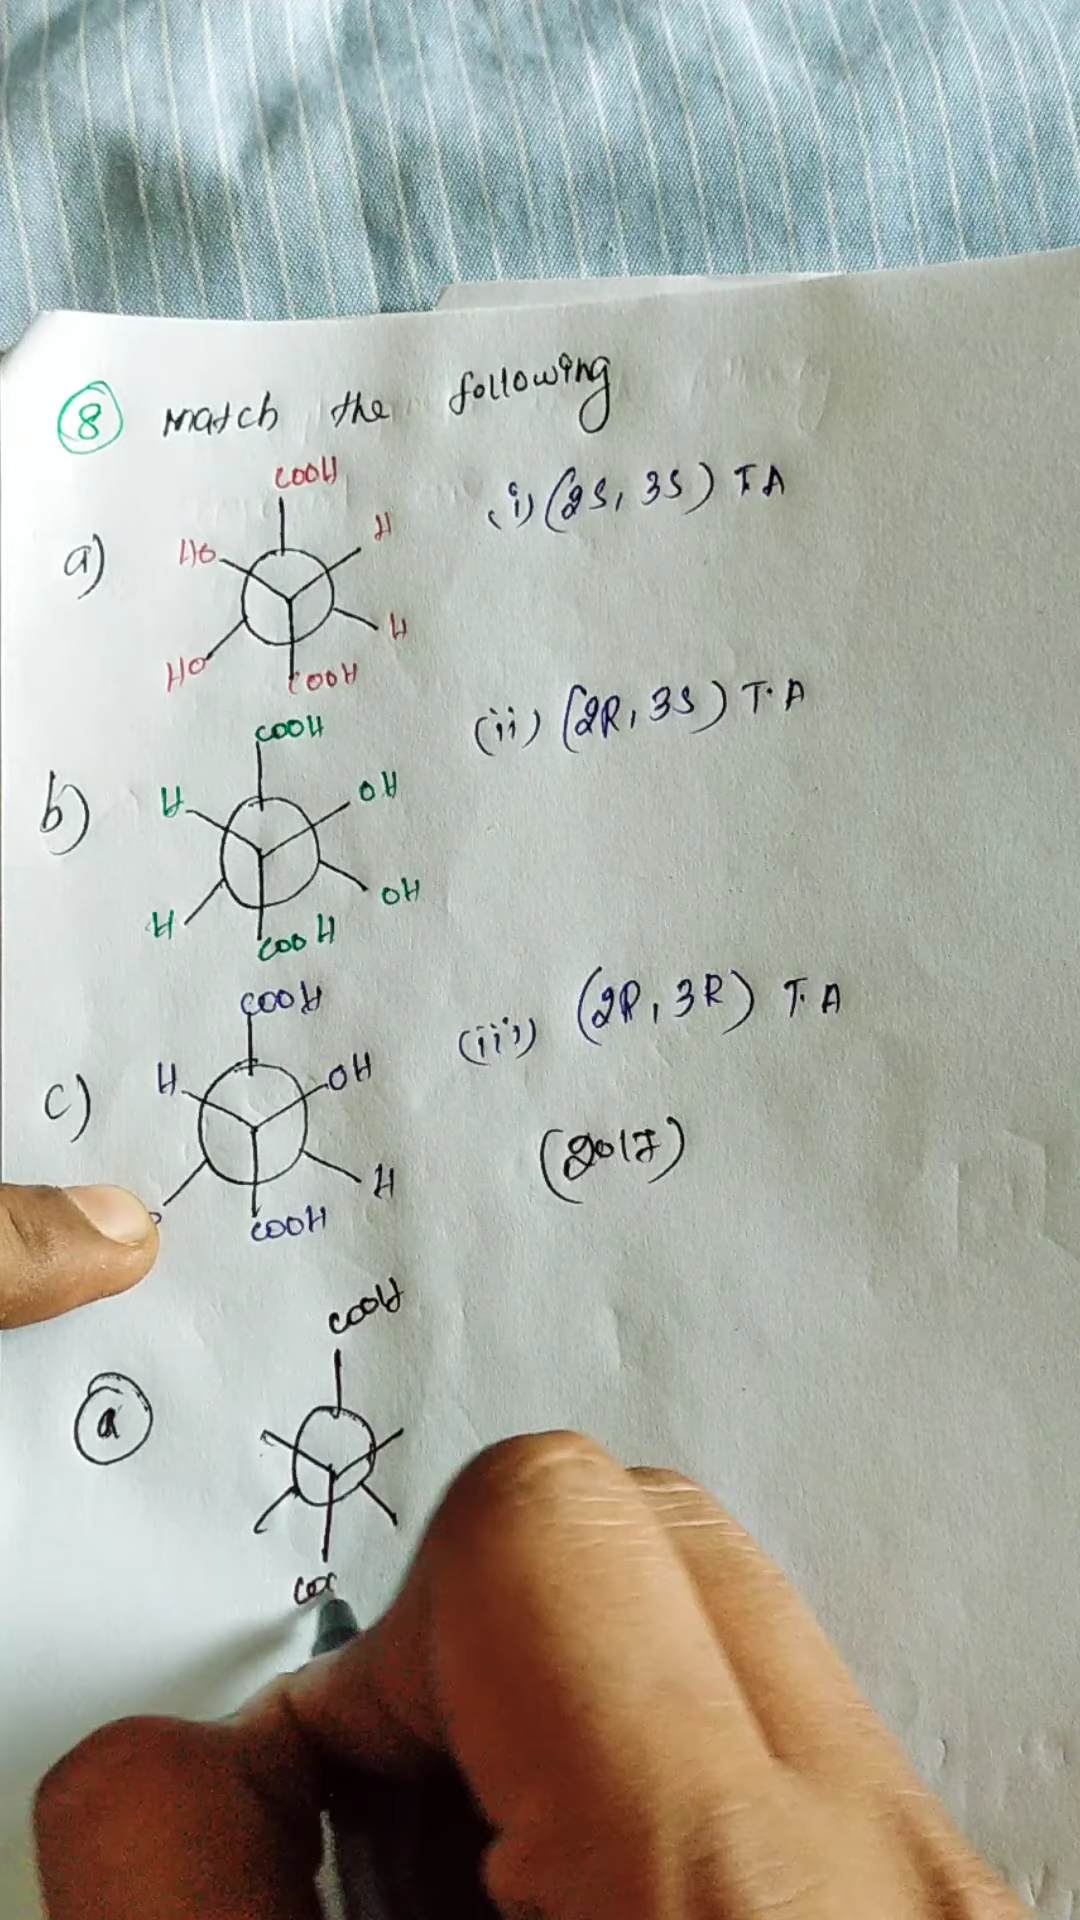 8 Match the following
COOH
(i) (2S, 3S) T A
a) HO H
H
HO COOH
(ii) (2R, 3S) T. A
COOH
b) H OH
H OH
COOH
COOH
(iii) (2R, 3R) T. A
c) H OH
H
COOH
(2017)
COOH
a